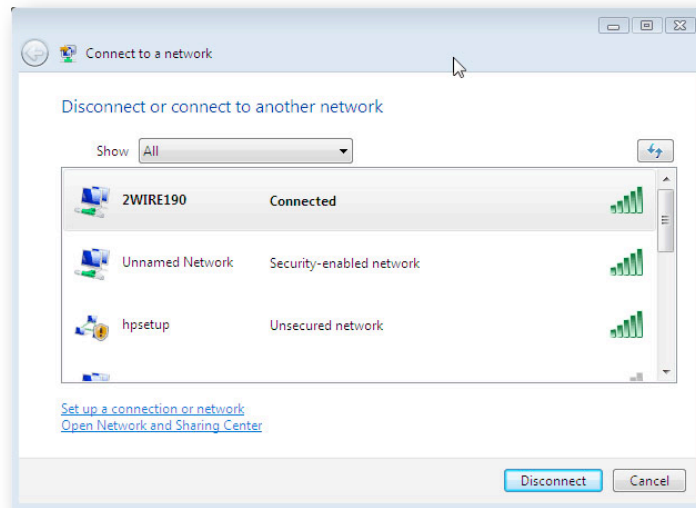 Connect to a network
Disconnect or connect to another network
Show All
2WIRE190 Connected
Unnamed Network Security-enabled network
hpsetup Unsecured network
Set up a connection or network
Open Network and Sharing Center
Disconnect Cancel